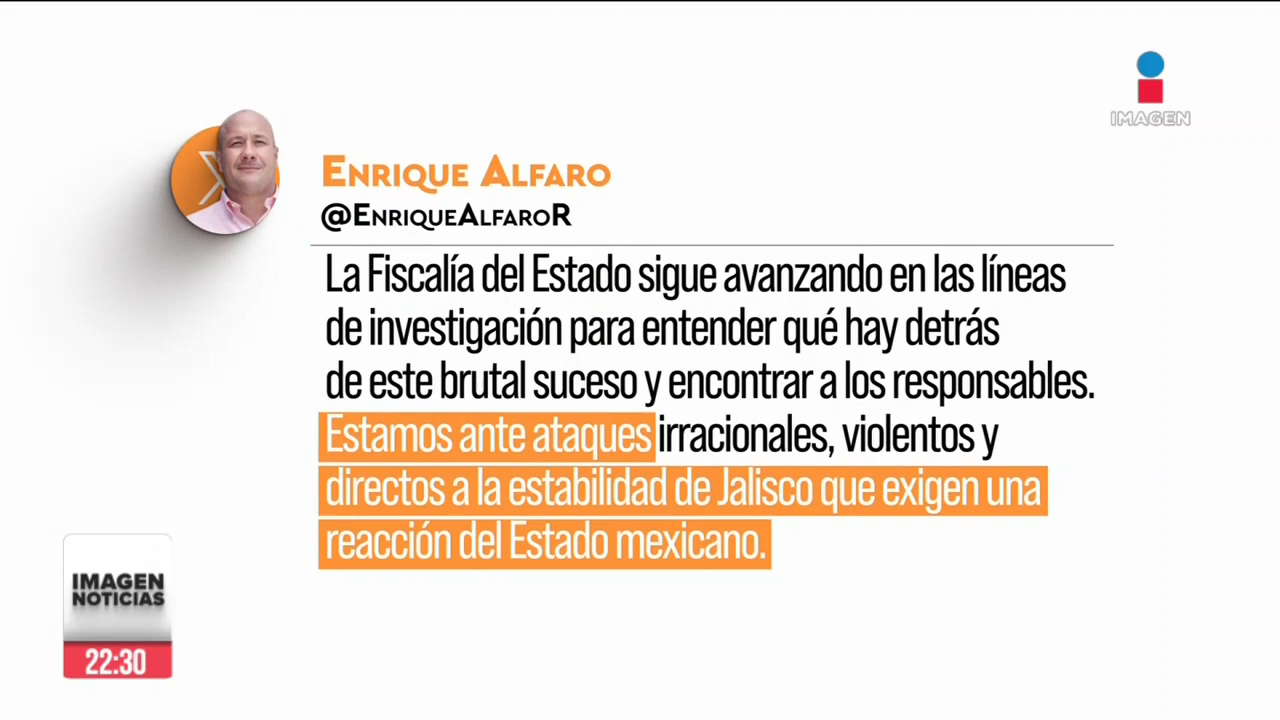 IMAGEN
ENRIQUE ALFARO
@ENRIQUEALFAROR
La Fiscalía del Estado sigue avanzando en las líneas
de investigación para entender qué hay detrás
de este brutal suceso y encontrar a los responsables.
Estamos ante ataques irracionales, violentos y
directos a la estabilidad de Jalisco que exigen una
reacción del Estado mexicano.
IMAGEN
NOTICIAS
22:30